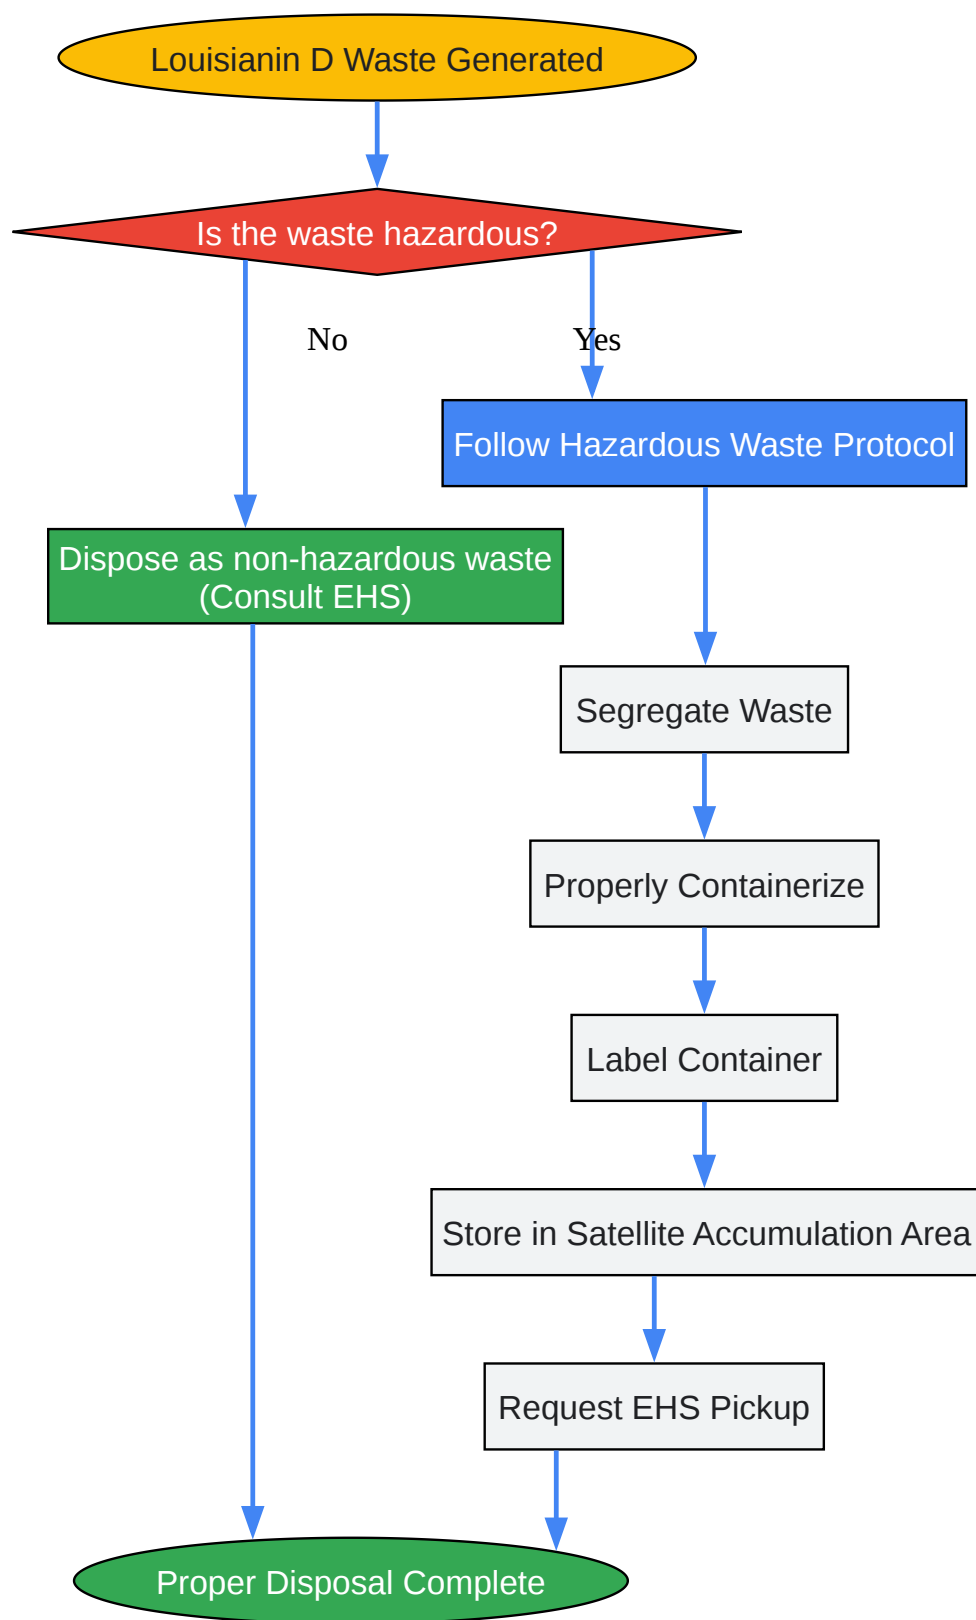 Louisianin D Waste Generated
Is the waste hazardous?
No
Yes
Follow Hazardous Waste Protocol
Dispose as non-hazardous waste
(Consult EHS)
Segregate Waste
Properly Containerize
Label Container
Store in Satellite Accumulation Area
Request EHS Pickup
Proper Disposal Complete